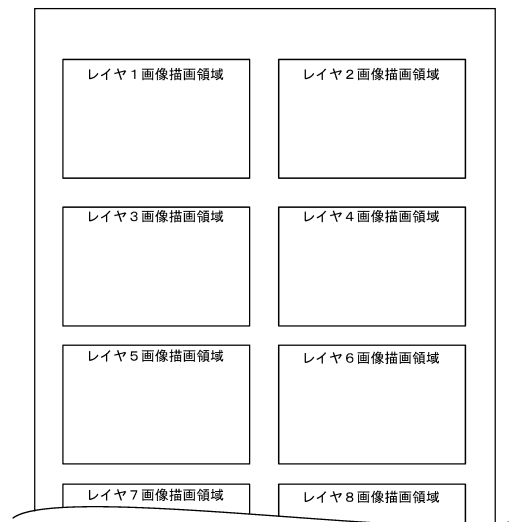 レイヤ１画像描画領域
レイヤ２画像描画領域
レイヤ３画像描画領域
レイヤ４画像描画領域
レイヤ５画像描画領域
レイヤ６画像描画領域
レイヤ７画像描画領域
レイヤ８画像描画領域